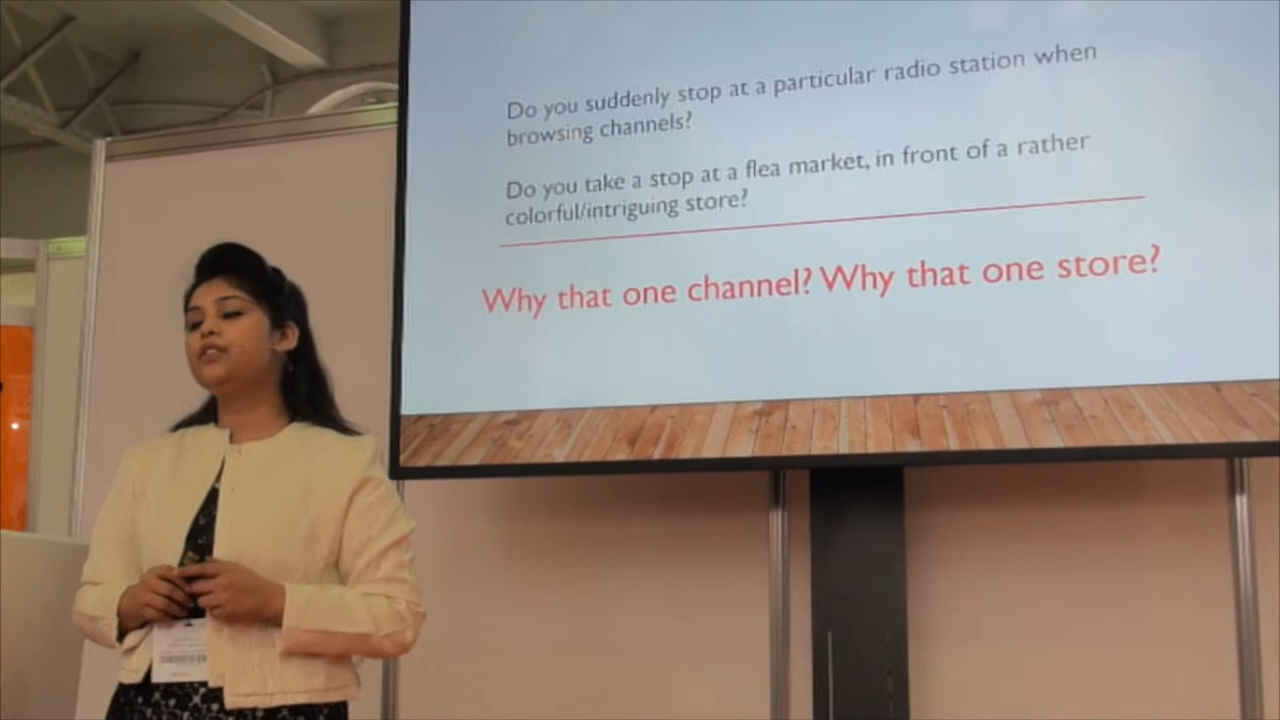 Do you suddenly stop at a particular radio station when
browsing channels?
Do you take a stop at a flea market, in front of a rather
colorful/intriguing store?
Why that one channel? Why that one store?